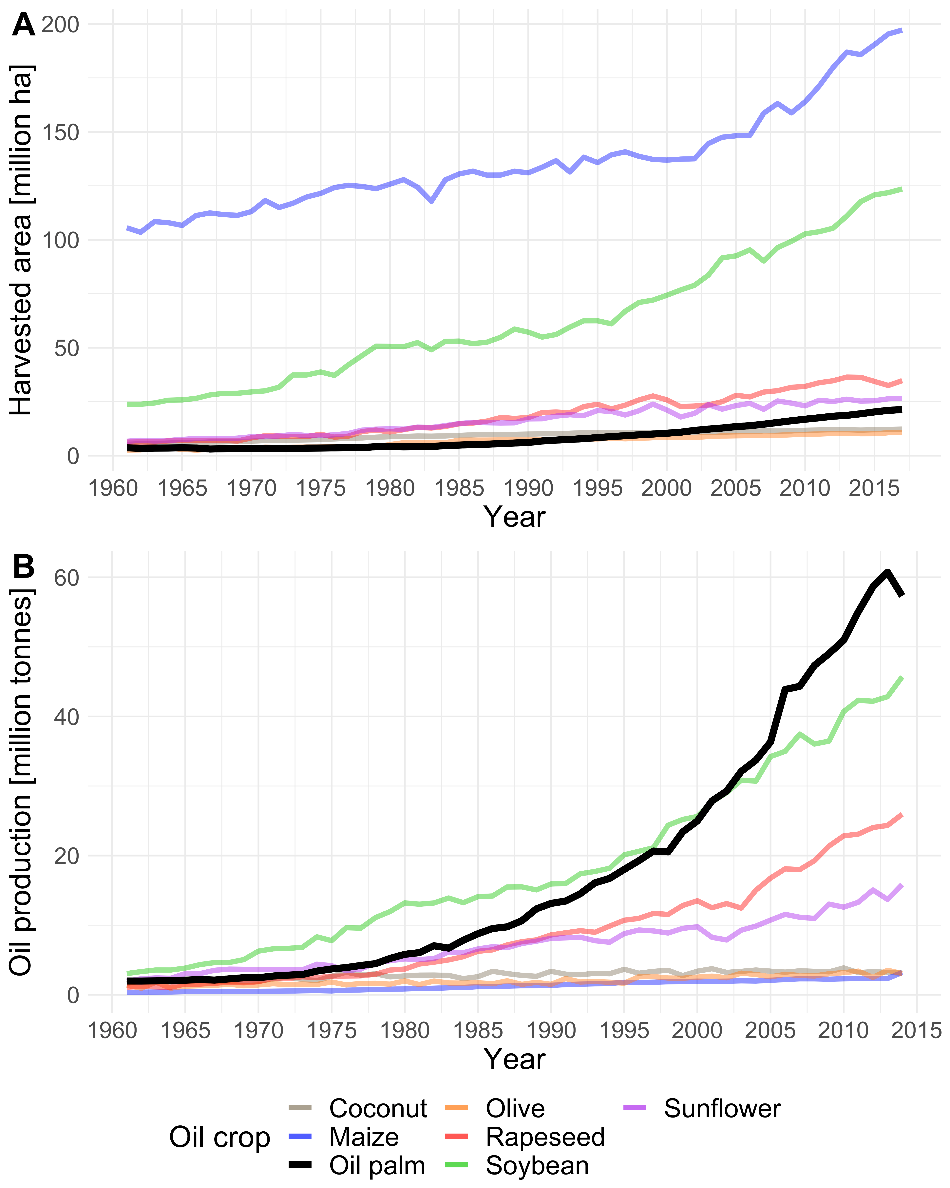 A
Harvested area [million ha]
200
150
100
50
0
1960 1965 1970 1975 1980 1985 1990 1995 2000 2005 2010 2015
Year
B
Oil production [million tonnes]
60
40
20
0
1960 1965 1970 1975 1980 1985 1990 1995 2000 2005 2010 2015
Year
Oil crop
Coconut Olive Sunflower
Maize Rapeseed
Oil palm Soybean